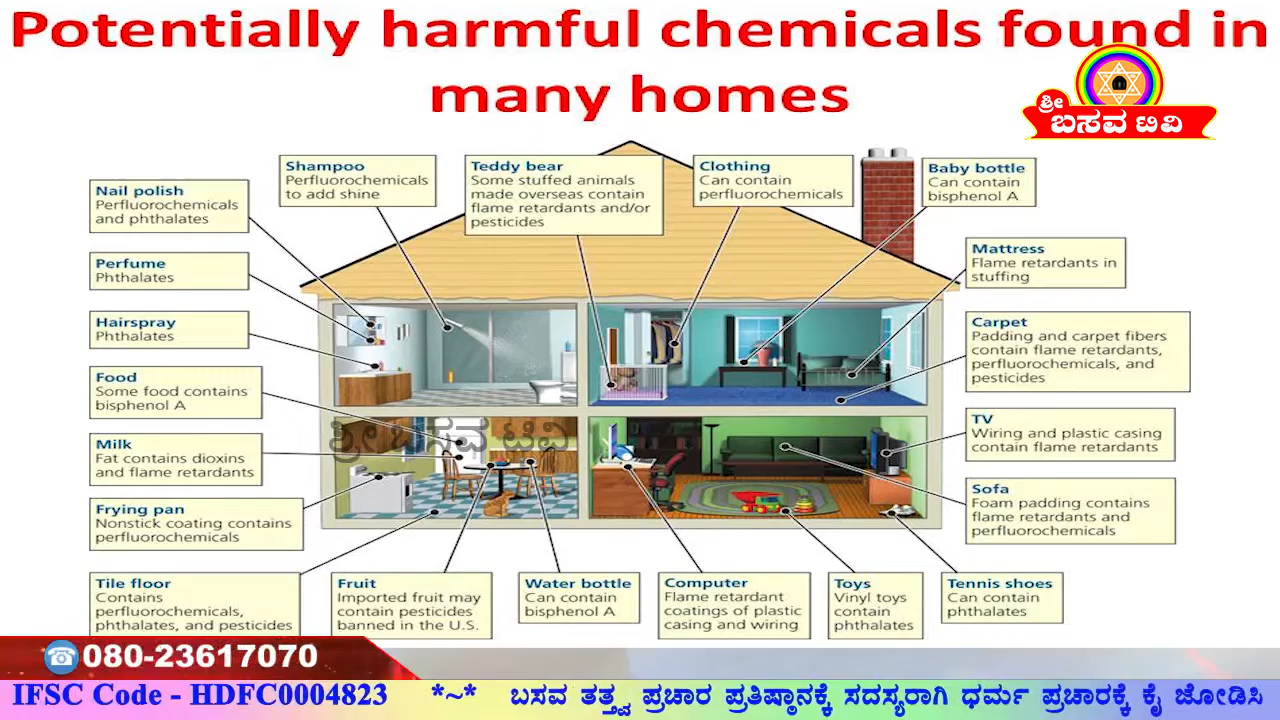 Potentially harmful chemicals found in
many homes
ಶ್ರೀ
ಬಸವ ಟಿವಿ
Shampoo
Perfluorochemicals
to add shine
Teddy bear
Some stuffed animals
made overseas contain
flame retardants and/or
pesticides
Clothing
Can contain
perfluorochemicals
Baby bottle
Can contain
bisphenol A
Nail polish
Perfluorochemicals
and phthalates
Perfume
Phthalates
Hairspray
Phthalates
Food
Some food contains
bisphenol A
Milk
Fat contains dioxins
and flame retardants
Frying pan
Nonstick coating contains
perfluorochemicals
Tile floor
Contains
perfluorochemicals,
phthalates, and pesticides
Mattress
Flame retardants in
stuffing
Carpet
Padding and carpet fibers
contain flame retardants,
perfluorochemicals, and
pesticides
TV
Wiring and plastic casing
contain flame retardants
Sofa
Foam padding contains
flame retardants and
perfluorochemicals
ಶ್ರೀ ಬಸವ ಟಿವಿ
Fruit
Imported fruit may
contain pesticides
banned in the U.S.
Water bottle
Can contain
bisphenol A
Computer
Flame retardant
coatings of plastic
casing and wiring
Toys
Vinyl toys
contain
phthalates
Tennis shoes
Can contain
phthalates
☎080-23617070
IFSC Code - HDFC0004823 *~* ಬಸವ ತತ್ತ್ವ ಪ್ರಚಾರ ಪ್ರತಿಷ್ಠಾನಕ್ಕೆ ಸದಸ್ಯರಾಗಿ ಧರ್ಮ ಪ್ರಚಾರಕ್ಕೆ ಕೈ ಜೋಡಿಸಿ